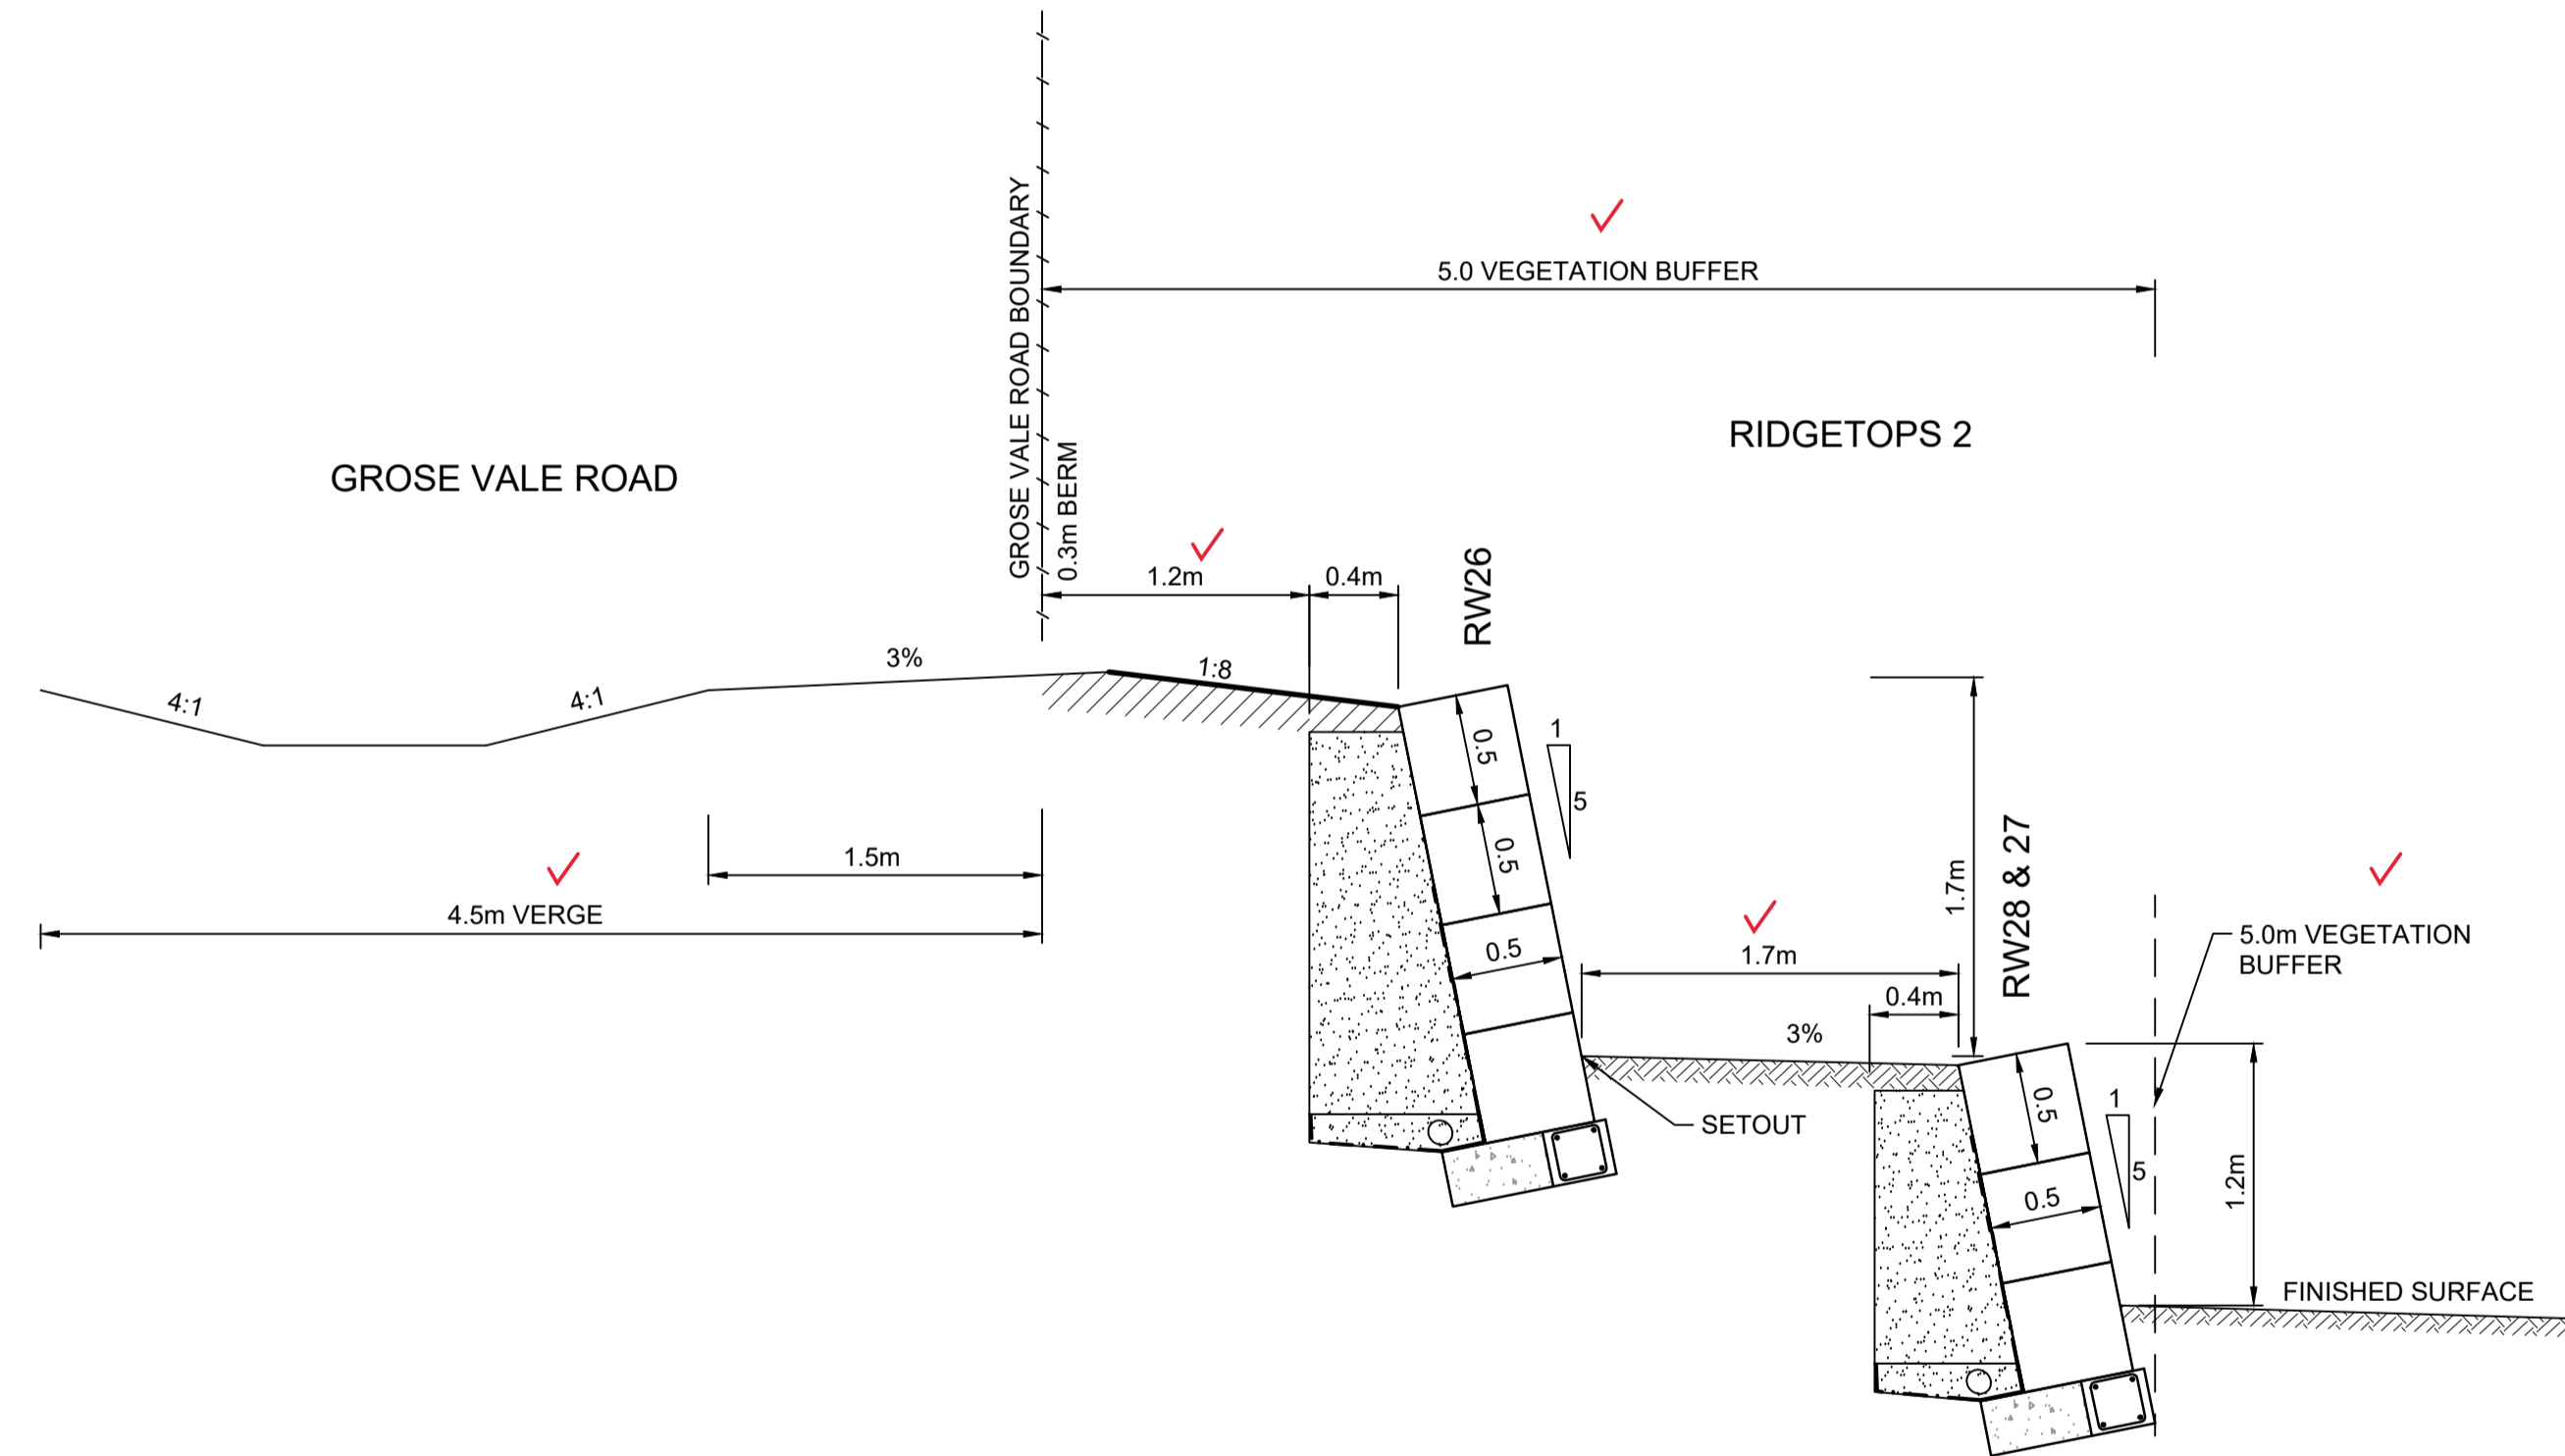 5.0 VEGETATION BUFFER
GROSE VALE ROAD BOUNDARY
0.3m BERM
RIDGETOPS 2
GROSE VALE ROAD
1.2m
0.4m
RW26
4:1
4:1
3%
1:8
0.5
0.5
0.5
1
5
1.5m
4.5m VERGE
1.7m
0.4m
3%
SETOUT
1.7m
RW28 & 27
0.5
0.5
1
5
5.0m VEGETATION
BUFFER
1.2m
FINISHED SURFACE